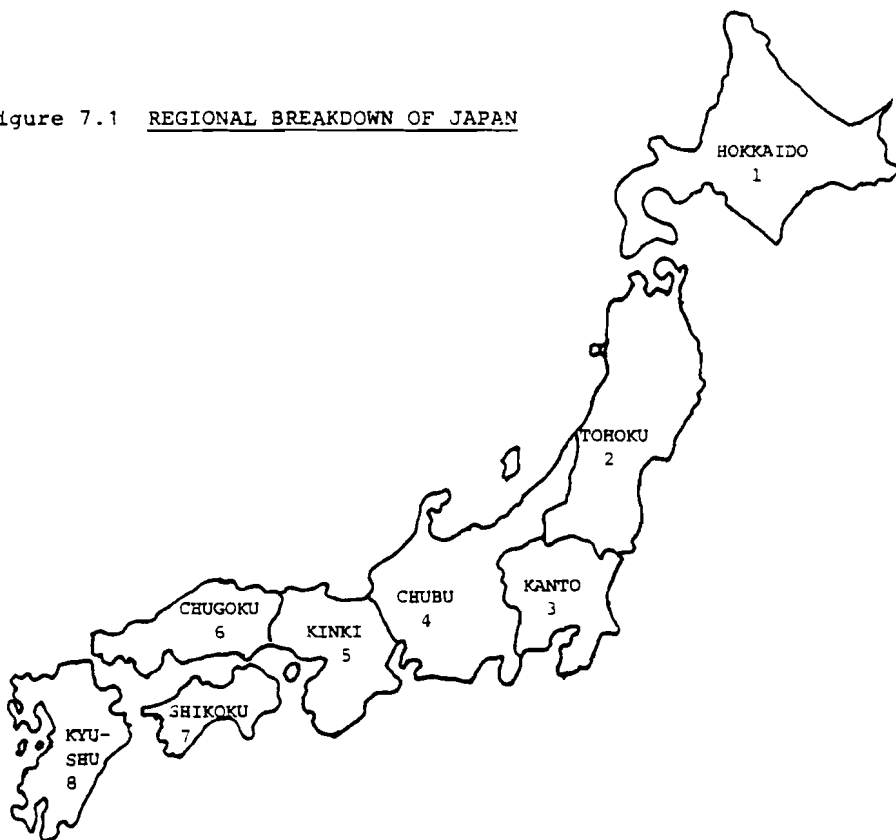 igure 7.1 REGIONAL BREAKDOWN OF JAPAN
HOKKAIDO
1
TOHOKU
2
KANTO
3
CHUBU
4
KINKI
5
CHUGOKU
6
SHIKOKU
7
KYU-
SHU
8